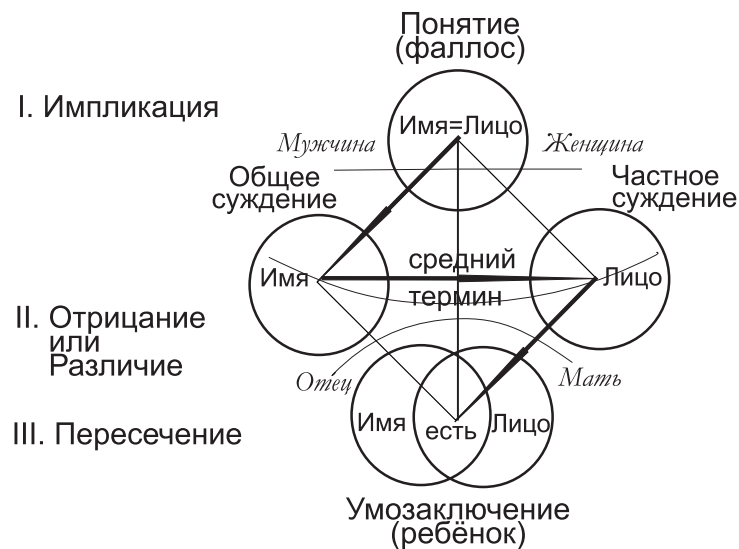 Понятие
(фаллос)
I. Импликация
Имя=Лицо
Мужчина
Женщина
Общее
суждение
Частное
суждение
Имя
средний
термин
Лицо
II. Отрицание
или
Различие
Отец
Мать
III. Пересечение
Имя
есть
Лицо
Умозаключение
(ребёнок)